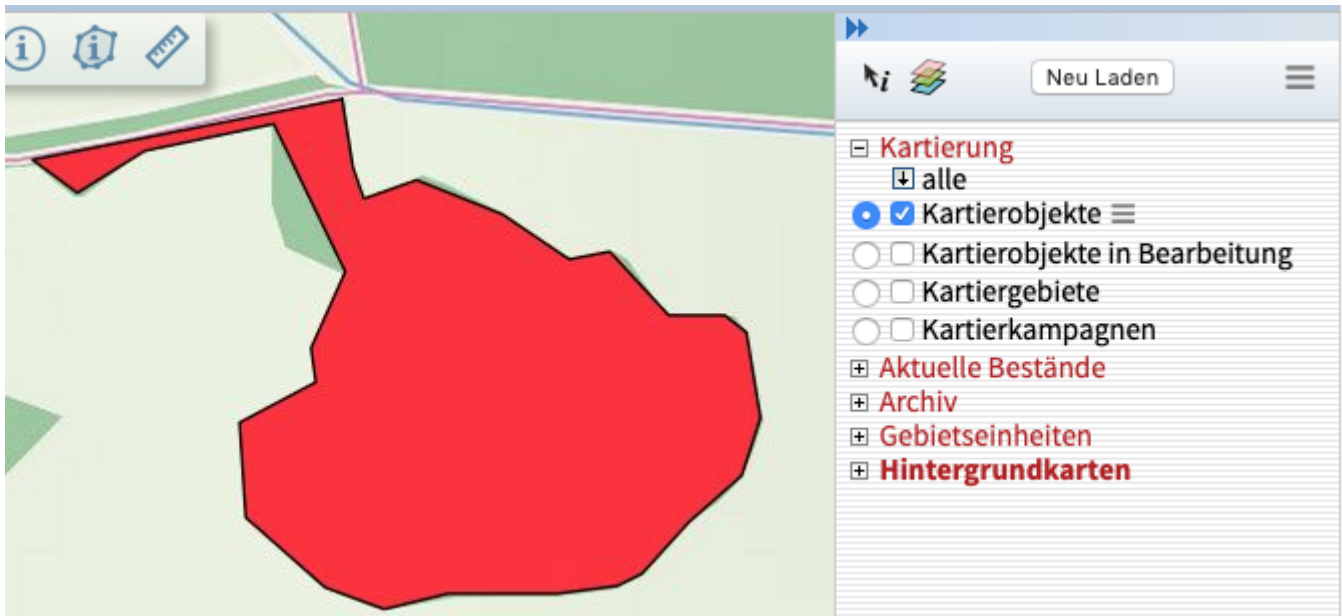 Neu Laden
Kartierung
alle
Kartierobjekte
Kartierobjekte in Bearbeitung
Kartiergebiete
Kartierkampagnen
Aktuelle Bestände
Archiv
Gebietseinheiten
Hintergrundkarten